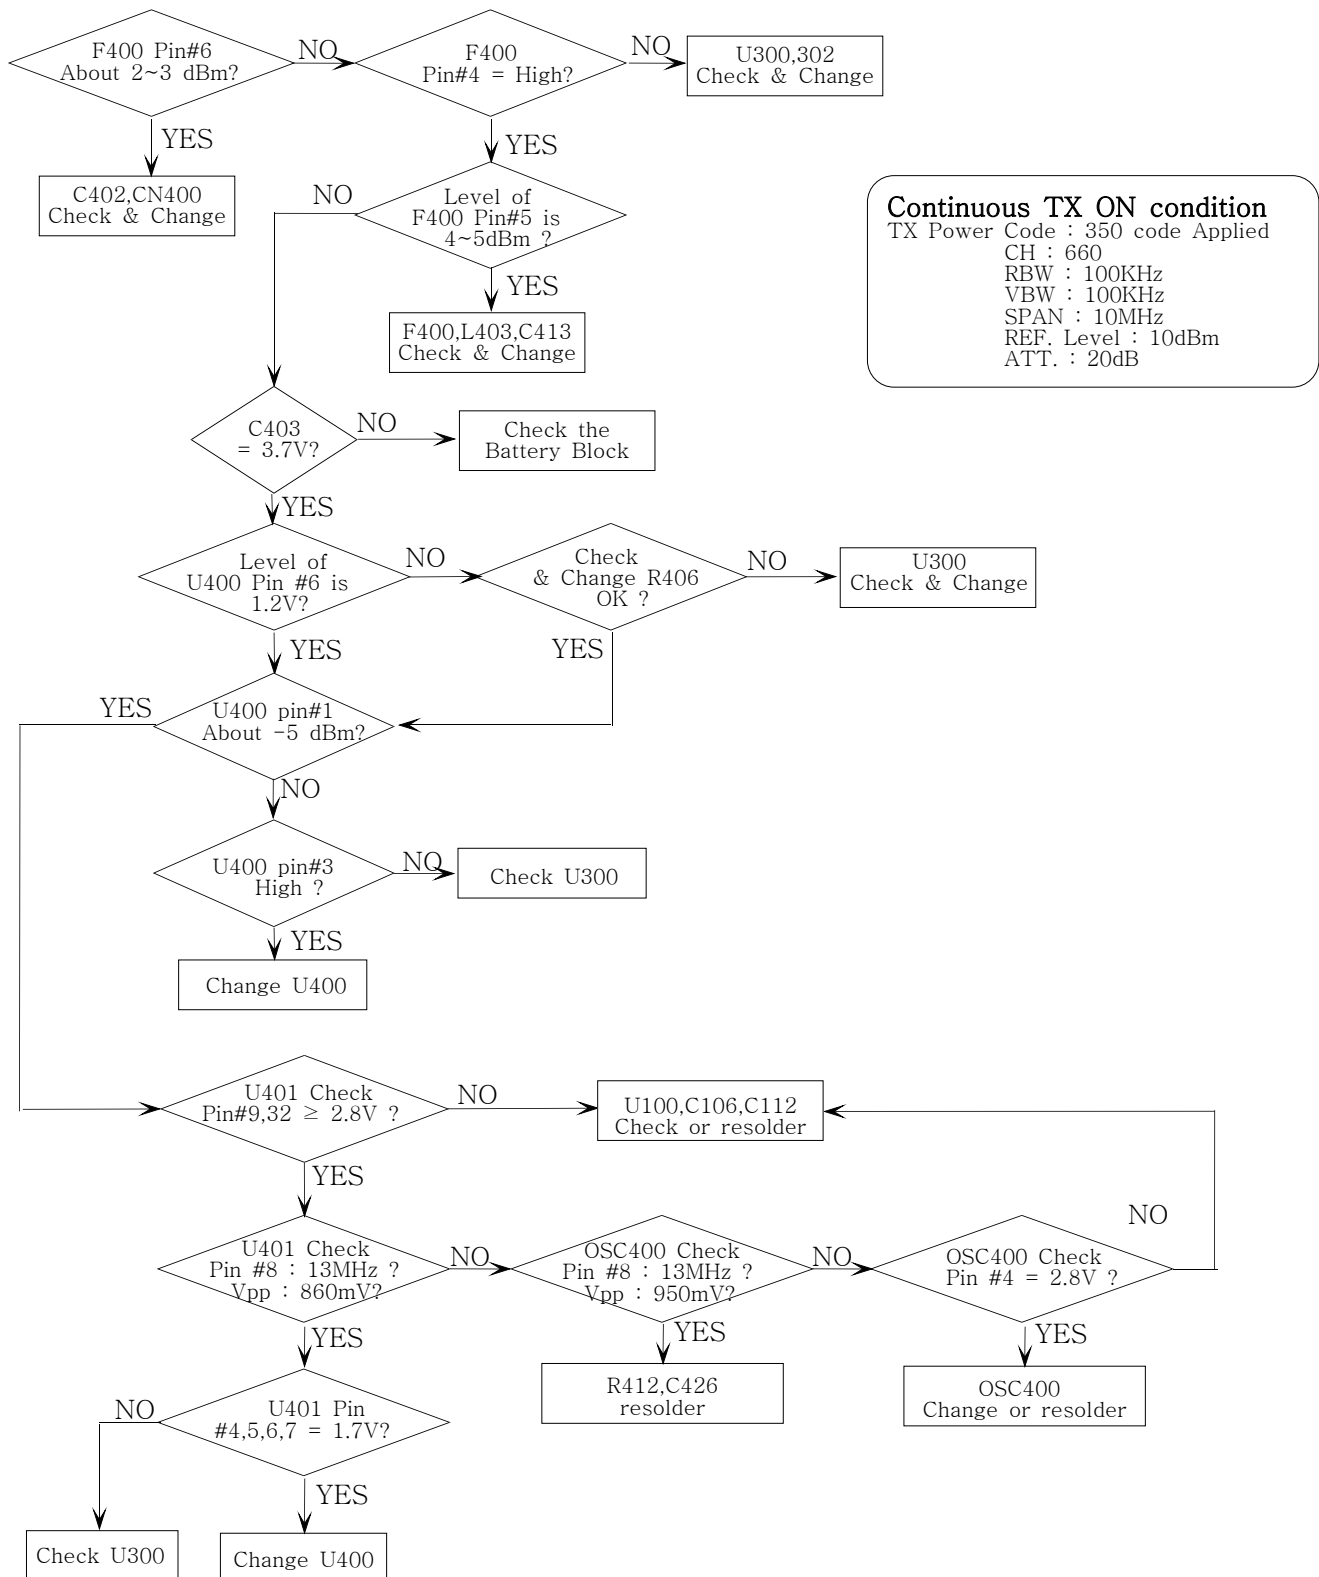 F400 Pin#6
About 2~3 dBm?
NO
F400
Pin#4 = High?
NO
U300,302
Check & Change
YES
C402,CN400
Check & Change
YES
NO
Level of
F400 Pin#5 is
4~5dBm ?
YES
F400,L403,C413
Check & Change
Continuous TX ON condition
TX Power Code : 350 code Applied
CH : 660
RBW : 100KHz
VBW : 100KHz
SPAN : 10MHz
REF. Level : 10dBm
ATT. : 20dB
C403
= 3.7V?
NO
Check the
Battery Block
YES
Level of
U400 Pin #6 is
1.2V?
NO
Check
& Change R406
OK ?
NO
U300
Check & Change
YES
YES
YES
U400 pin#1
About -5 dBm?
NO
U400 pin#3
High ?
NO
Check U300
YES
Change U400
U401 Check
Pin#9,32 ≥ 2.8V ?
NO
U100,C106,C112
Check or resolder
YES
U401 Check
Pin #8 : 13MHz ?
Vpp : 860mV?
NO
OSC400 Check
Pin #8 : 13MHz ?
Vpp : 950mV?
NO
OSC400 Check
Pin #4 = 2.8V ?
NO
YES
YES
R412,C426
resolder
YES
OSC400
Change or resolder
NO
U401 Pin
#4,5,6,7 = 1.7V?
YES
Check U300
Change U400